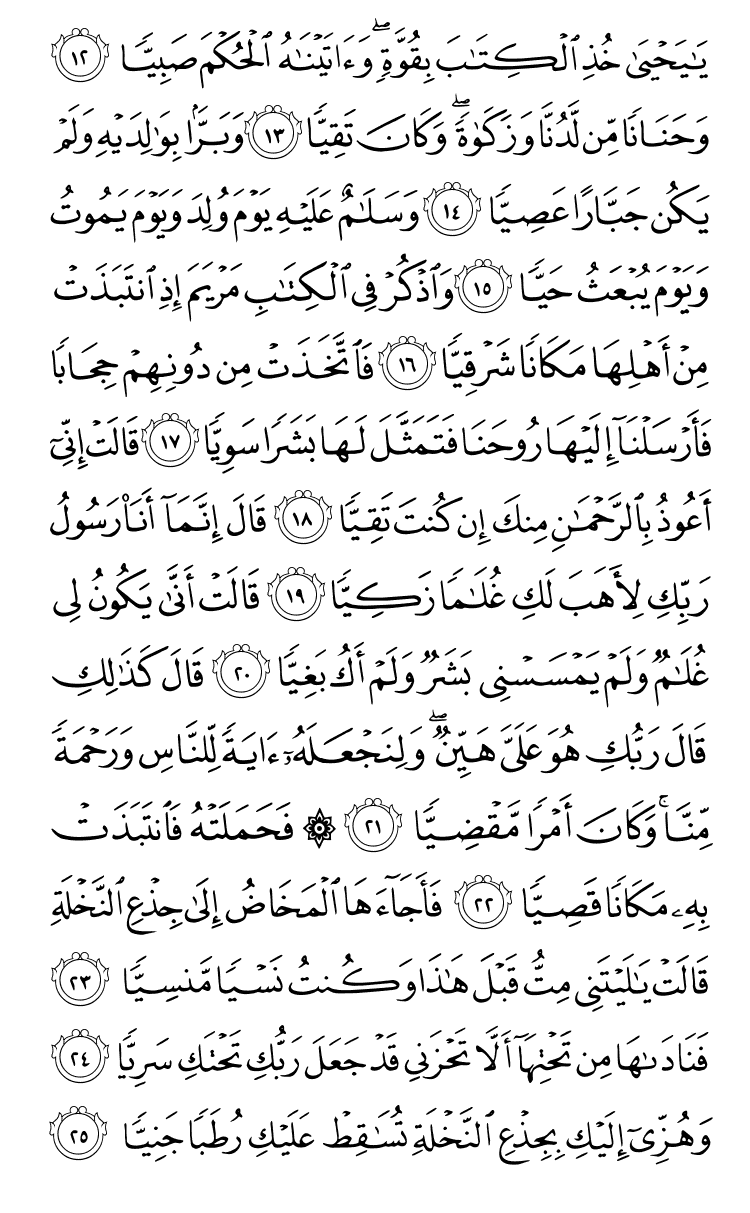 يَـٰيَحْيَىٰ خُذِ ٱلْكِتَـٰبَ بِقُوَّةٍۖ وَءَاتَيْنَـٰهُ ٱلْحُكْمَ صَبِيًّا ١٢
وَحَنَانًا مِّن لَّدُنَّا وَزَكَوٰةًۖ وَكَانَ تَقِيًّا ١٣ وَبَرًّۢا بِوَٰلِدَيْهِ وَلَمْ
يَكُن جَبَّارًا عَصِيًّا ١٤ وَسَلَـٰمٌ عَلَيْهِ يَوْمَ وُلِدَ وَيَوْمَ يَمُوتُ
وَيَوْمَ يُبْعَثُ حَيًّا ١٥ وَٱذْكُرْ فِى ٱلْكِتَـٰبِ مَرْيَمَ إِذِ ٱنتَبَذَتْ
مِنْ أَهْلِهَا مَكَانًا شَرْقِيًّا ١٦ فَٱتَّخَذَتْ مِن دُونِهِمْ حِجَابًا
فَأَرْسَلْنَآ إِلَيْهَا رُوحَنَا فَتَمَثَّلَ لَهَا بَشَرًا سَوِيًّا ١٧ قَالَتْ إِنِّىٓ
أَعُوذُ بِٱلرَّحْمَـٰنِ مِنكَ إِن كُنتَ تَقِيًّا ١٨ قَالَ إِنَّمَآ أَنَا۠ رَسُولُ
رَبِّكِ لِأَهَبَ لَكِ غُلَـٰمًا زَكِيًّا ١٩ قَالَتْ أَنَّىٰ يَكُونُ لِى
غُلَـٰمٌ وَلَمْ يَمْسَسْنِى بَشَرٌ وَلَمْ أَكُ بَغِيًّا ٢٠ قَالَ كَذَٰلِكِ
قَالَ رَبُّكِ هُوَ عَلَىَّ هَيِّنٌۖ وَلِنَجْعَلَهُۥٓ ءَايَةً لِّلنَّاسِ وَرَحْمَةً
مِّنَّاۚ وَكَانَ أَمْرًا مَّقْضِيًّا ٢١ ۞ فَحَمَلَتْهُ فَٱنتَبَذَتْ
بِهِۦ مَكَانًا قَصِيًّا ٢٢ فَأَجَآءَهَا ٱلْمَخَاضُ إِلَىٰ جِذْعِ ٱلنَّخْلَةِ
قَالَتْ يَـٰلَيْتَنِى مِتُّ قَبْلَ هَـٰذَا وَكُنتُ نَسْيًا مَّنسِيًّا ٢٣
فَنَادَىٰهَا مِن تَحْتِهَآ أَلَّا تَحْزَنِى قَدْ جَعَلَ رَبُّكِ تَحْتَكِ سَرِيًّا ٢٤
وَهُزِّىٓ إِلَيْكِ بِجِذْعِ ٱلنَّخْلَةِ تُسَـٰقِطْ عَلَيْكِ رُطَبًا جَنِيًّا ٢٥